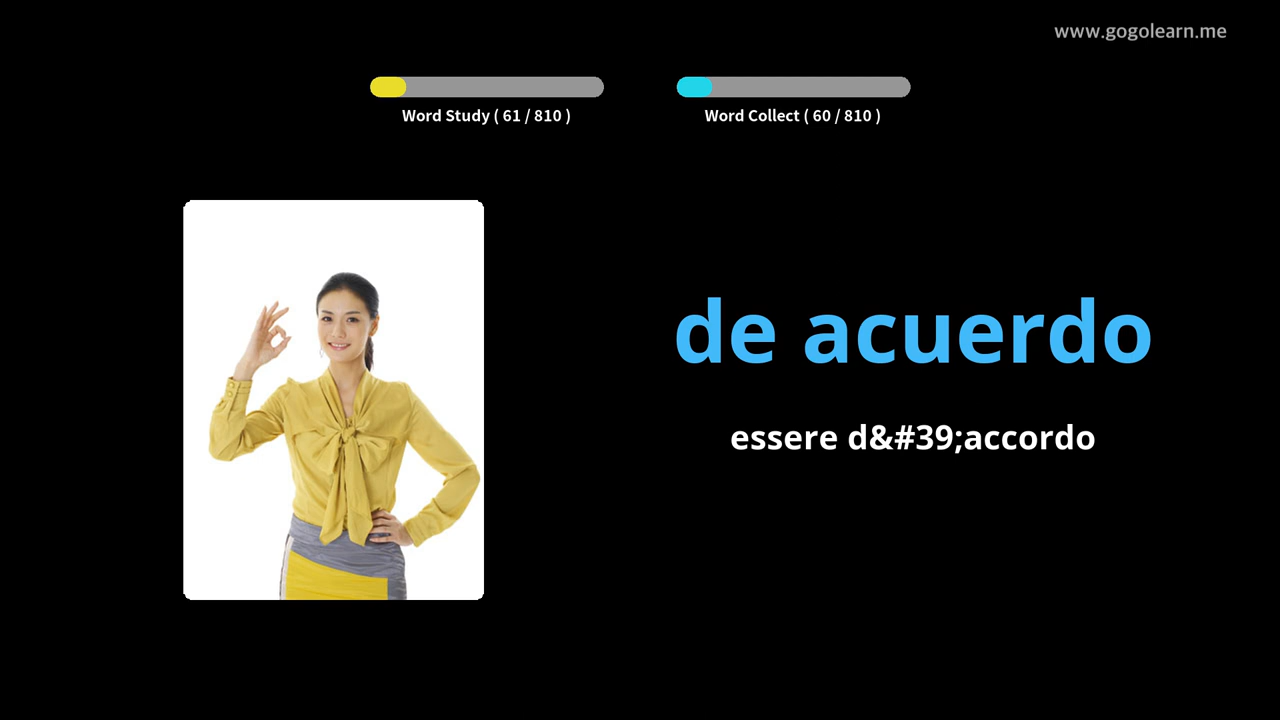 www.gogolearn.me
Word Study ( 61 / 810 )
Word Collect ( 60 / 810 )
de acuerdo
essere d&#39;accordo